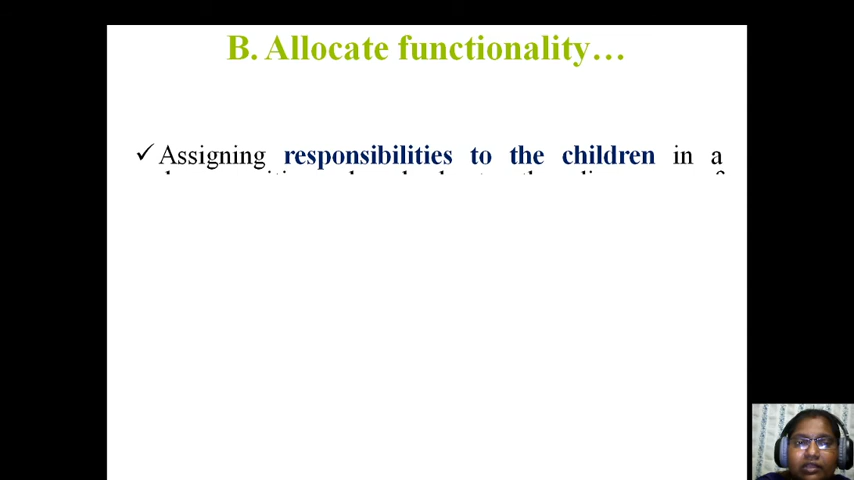 B. Allocate functionality…
✓ Assigning responsibilities to the children in a